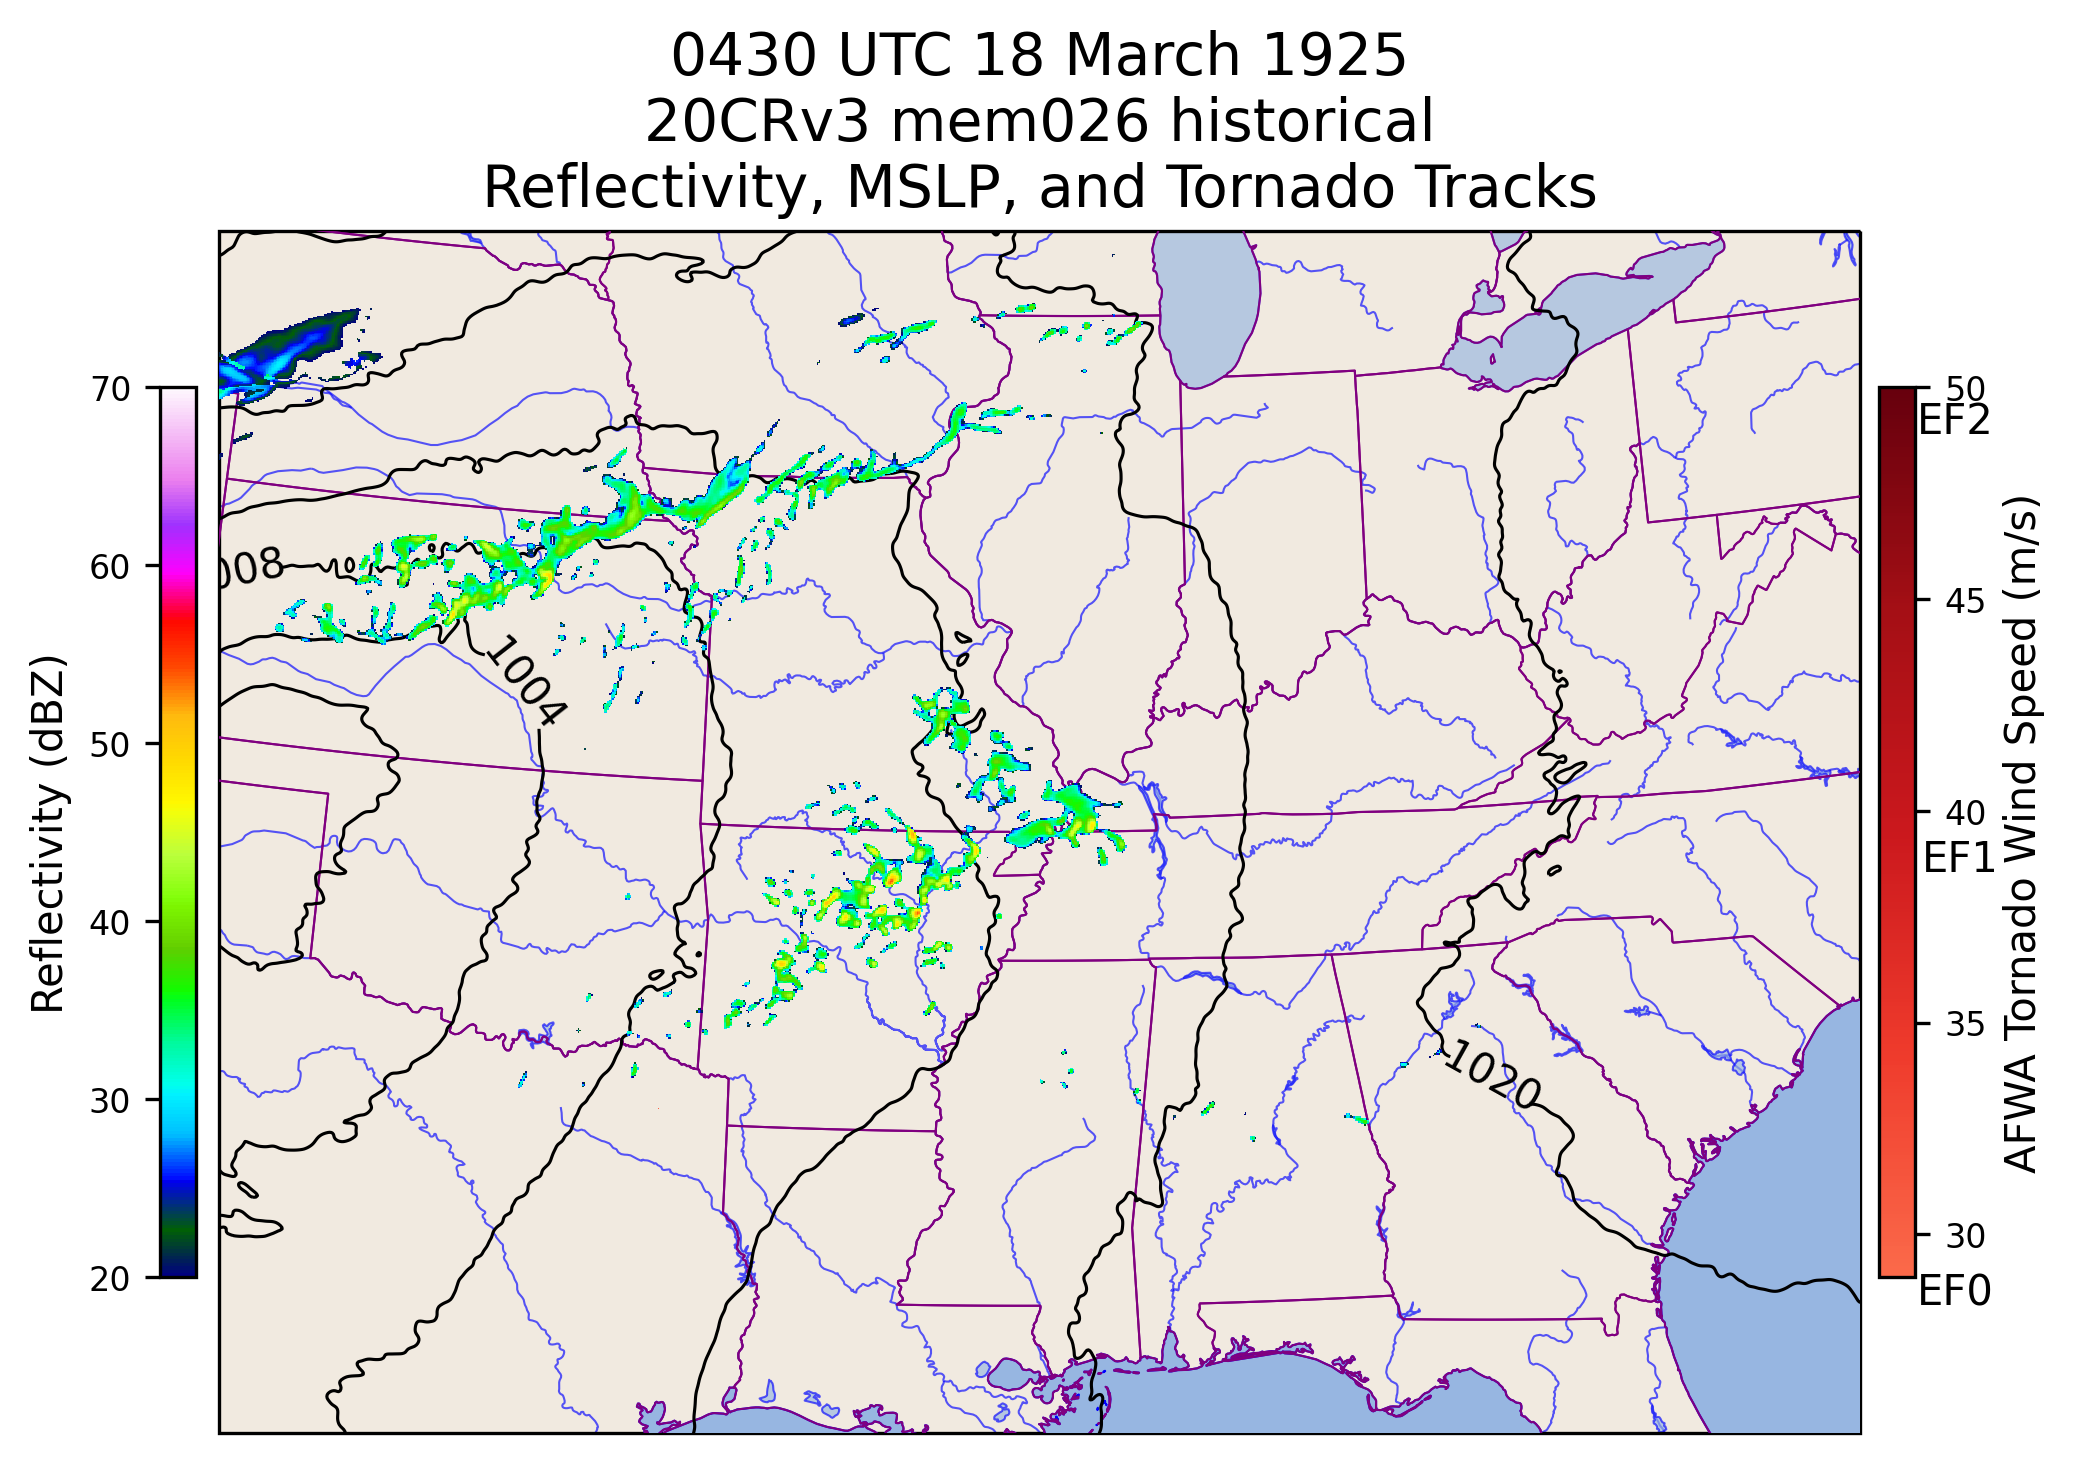 0430 UTC 18 March 1925
20CRv3 mem026 historical
Reflectivity, MSLP, and Tornado Tracks
Reflectivity (dBZ)
70
60
50
40
30
20
008
1004
1020
50
EF2
45
40
EF1
35
30
EF0
AFWA Tornado Wind Speed (m/s)